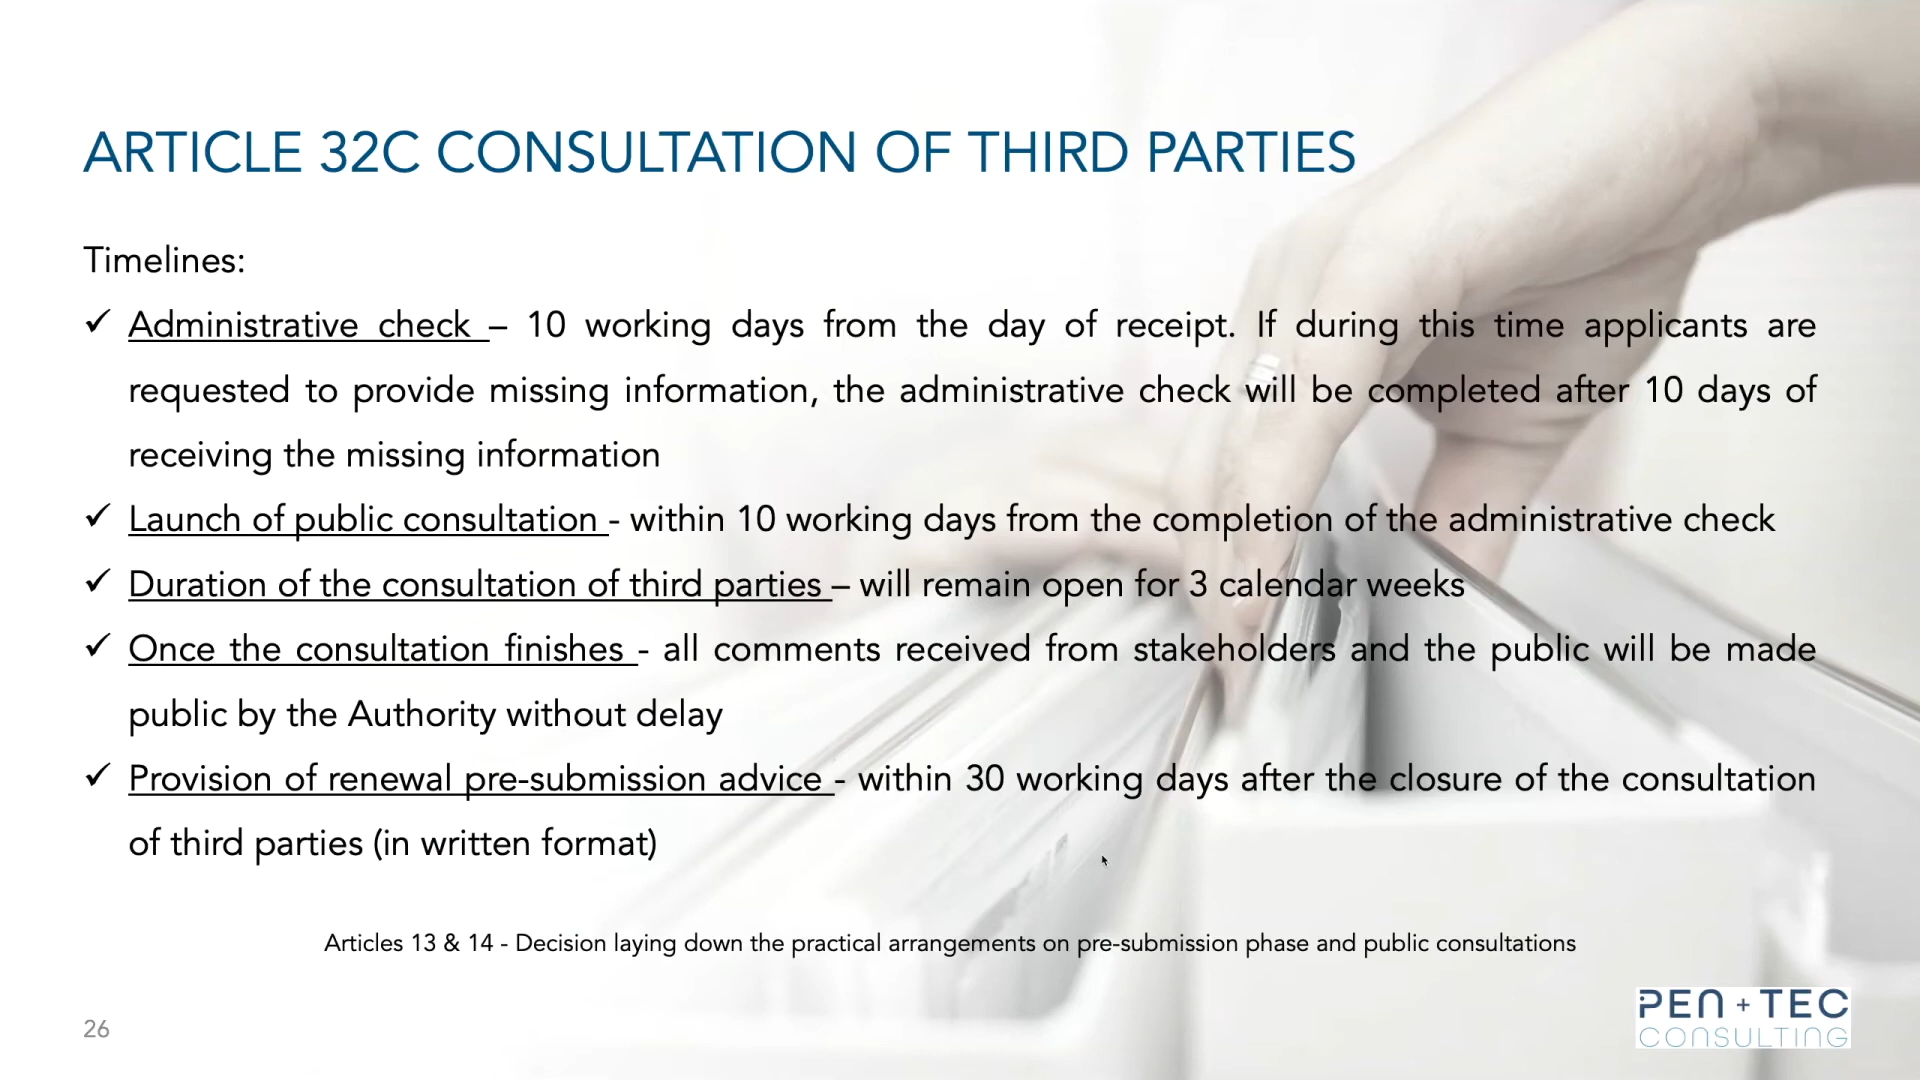 ARTICLE 32C CONSULTATION OF THIRD PARTIES
Timelines:
✓ Administrative check – 10 working days from the day of receipt. If during this time applicants are
requested to provide missing information, the administrative check will be completed after 10 days of
receiving the missing information
✓ Launch of public consultation - within 10 working days from the completion of the administrative check
✓ Duration of the consultation of third parties – will remain open for 3 calendar weeks
✓ Once the consultation finishes - all comments received from stakeholders and the public will be made
public by the Authority without delay
✓ Provision of renewal pre-submission advice - within 30 working days after the closure of the consultation
of third parties (in written format)
Articles 13 & 14 - Decision laying down the practical arrangements on pre-submission phase and public consultations
26
PEN + TEC
CONSULTING